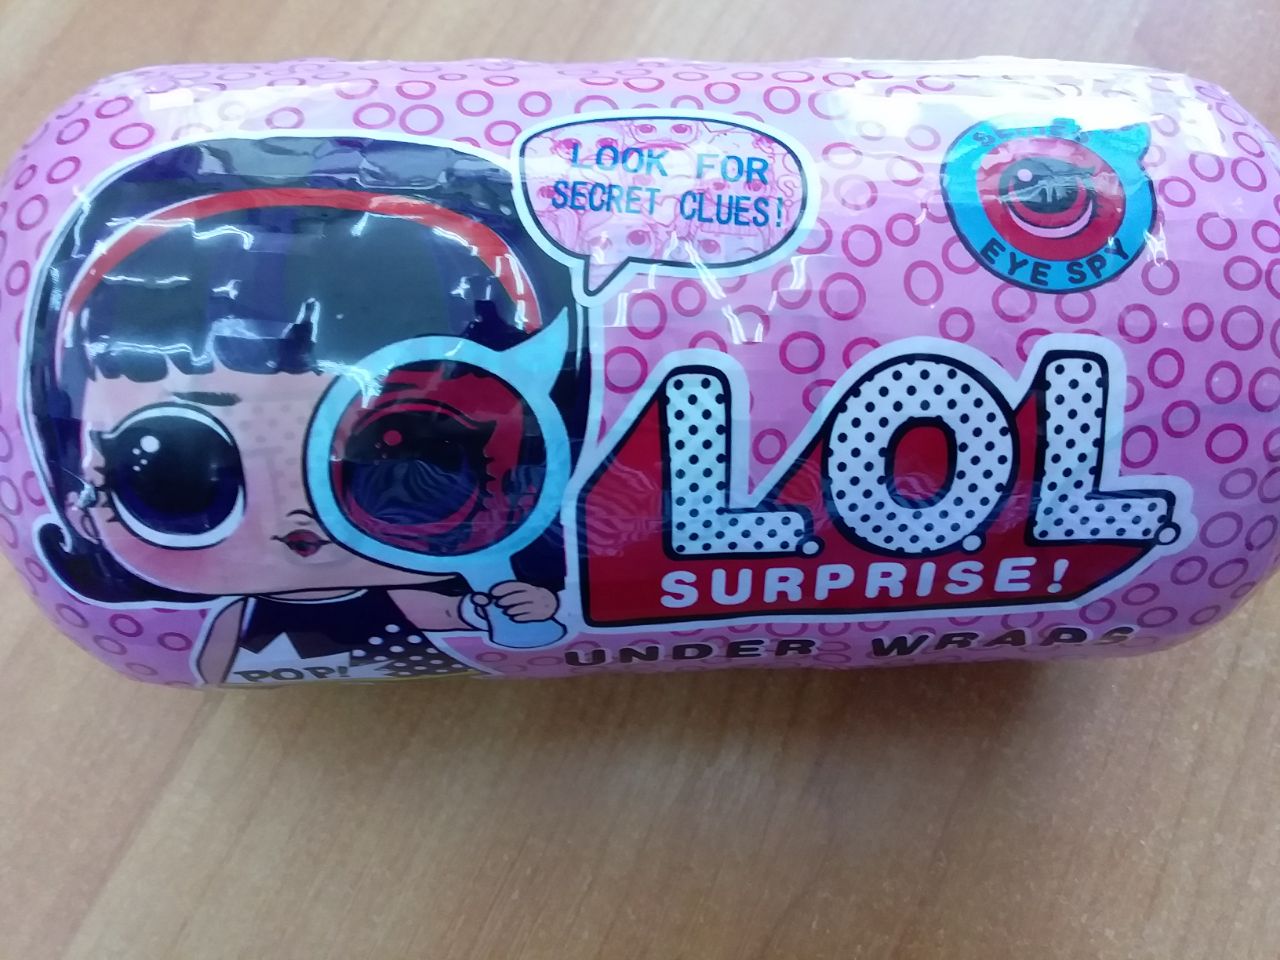 LOOK FOR
SECRET CLUES!
EYE SPY
L.O.L.
SURPRISE!
UNDER WRAPS
POP!